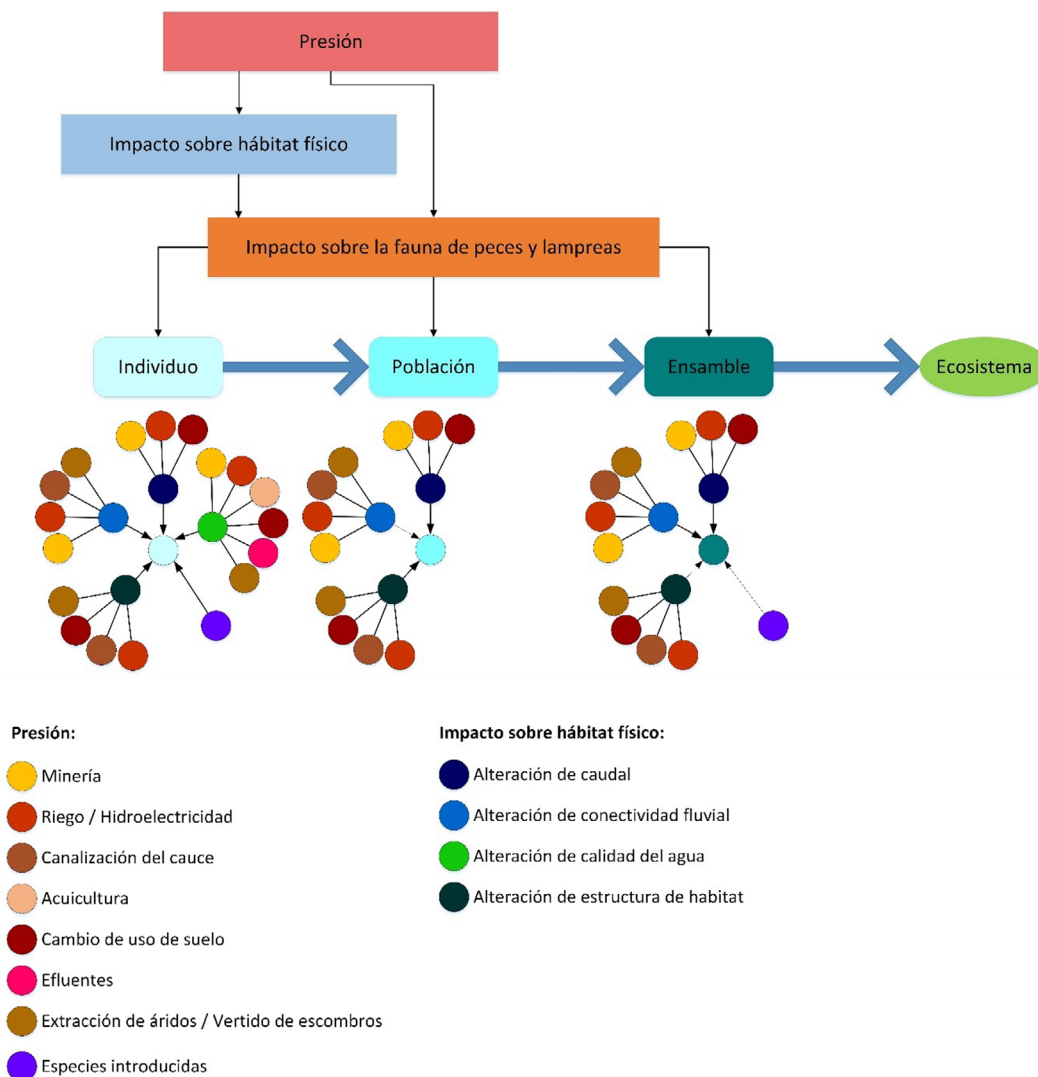 Presión
Impacto sobre hábitat físico
Impacto sobre la fauna de peces y lampreas
Individuo
Población
Ensamble
Ecosistema
Presión:
Minería
Riego / Hidroelectricidad
Canalización del cauce
Acuicultura
Cambio de uso de suelo
Efluentes
Extracción de áridos / Vertido de escombros
Especies introducidas
Impacto sobre hábitat físico:
Alteración de caudal
Alteración de conectividad fluvial
Alteración de calidad del agua
Alteración de estructura de habitat